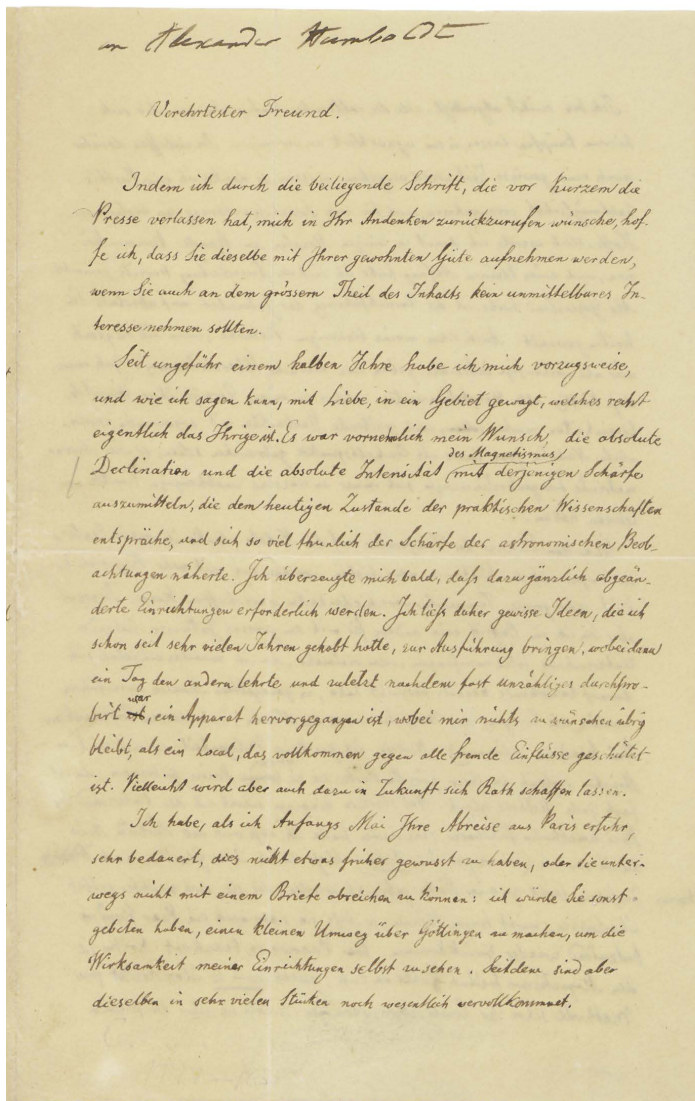 an Alexander Humboldt
Verehrtester Freund.
Indem ich durch die beiliegende Schrift, die vor Kurzem die
Presse verlassen hat, mich in Ihr Andenken zurückzurufen wünsche, hof-
fe ich, dass Sie dieselbe mit Ihrer gewohnten Güte aufnehmen werden,
wenn Sie auch an dem grössern Theil des Inhalts kein unmittelbares In-
teresse nehmen sollten.
Seit ungefähr einem halben Jahre habe ich mich vorzugsweise,
und wie ich sagen kann, mit Liebe, in ein Gebiet gewagt, welches recht
eigentlich das Ihrige ist. Es war vornehmlich mein Wunsch, die absolute
des Magnetismus
Declination und die absolute Intensität mit derjenigen Schärfe
auszumitteln, die dem heutigen Zustande der praktischen Wissenschaften
entspräche, und sich so viel thunlich der Schärfe der astronomischen Beob-
achtungen näherte. Ich überzeugte mich bald, daſs dazu gänzlich abgeän-
derte Einrichtungen erforderlich werden. Ich lieſs daher gewisse Ideen, die ich
schon seit sehr vielen Jahren gehabt hatte, zur Ausführung bringen, wobei dann
ein Tag den andern lehrte und zuletzt nachdem fast unzähliges durchpro-
war
birt ist, ein Apparat hervorgegangen ist, wobei mir nichts zu wünschen übrig
bleibt, als ein Local, das vollkommen gegen alle fremde Einflüsse geschützt
ist. Vielleicht wird aber auch dazu in Zukunft sich Rath schaffen lassen.
Ich habe, als ich Anfangs Mai Ihre Abreise aus Paris erfuhr,
sehr bedauert, dies nicht etwas früher gewusst zu haben, oder Sie unter-
wegs nicht mit einem Briefe abreichen zu können: ich würde Sie sonst
gebeten haben, einen kleinen Umweg über Göttingen zu machen, um die
Wirksamkeit meiner Einrichtungen selbst zu sehen. Seitdem sind aber
dieselben in sehr vielen Stücken noch wesentlich vervollkommnet.